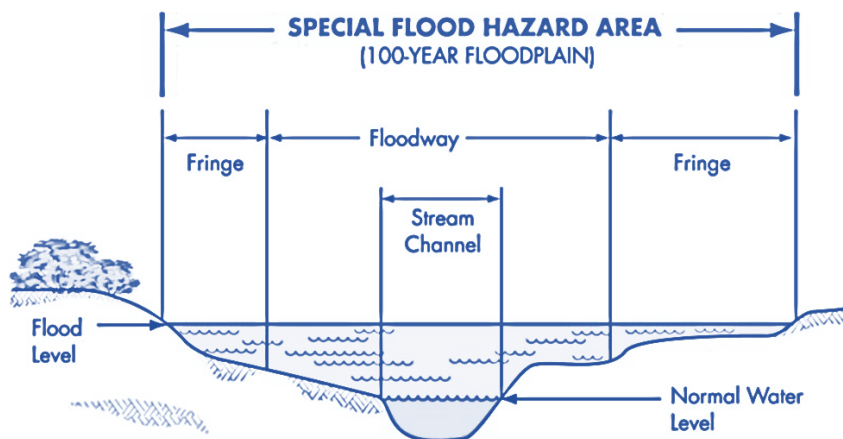 SPECIAL FLOOD HAZARD AREA
(100-YEAR FLOODPLAIN)
Fringe
Floodway
Fringe
Stream
Channel
Flood
Level
Normal Water
Level